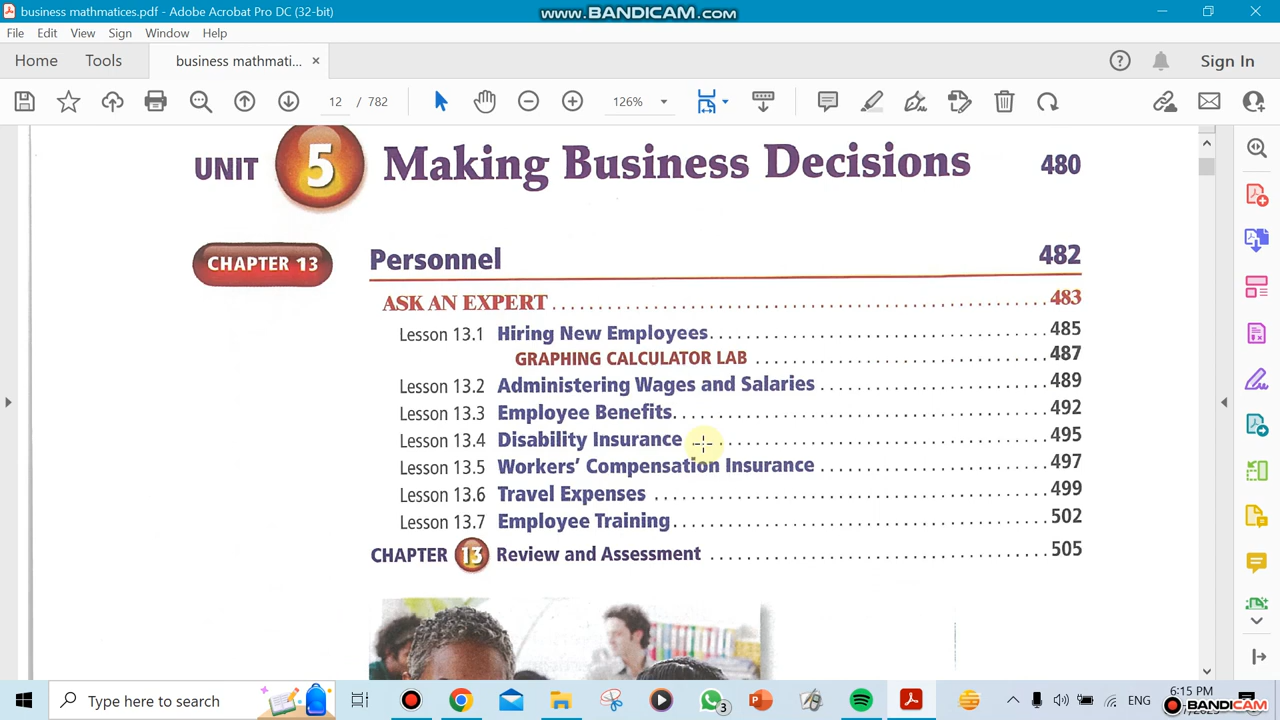 business mathmatices.pdf - Adobe Acrobat Pro DC (32-bit)
www.BANDICAM.com
File Edit View Sign Window Help
Home Tools business mathmati... × Sign In
12 / 782 126%
UNIT 5 Making Business Decisions 480
CHAPTER 13 Personnel 482
ASK AN EXPERT 483
Lesson 13.1 Hiring New Employees 485
GRAPHING CALCULATOR LAB 487
Lesson 13.2 Administering Wages and Salaries 489
Lesson 13.3 Employee Benefits 492
Lesson 13.4 Disability Insurance 495
Lesson 13.5 Workers' Compensation Insurance 497
Lesson 13.6 Travel Expenses 499
Lesson 13.7 Employee Training 502
CHAPTER 13 Review and Assessment 505
Type here to search
3
ENG
6:15 PM
BANDICAM